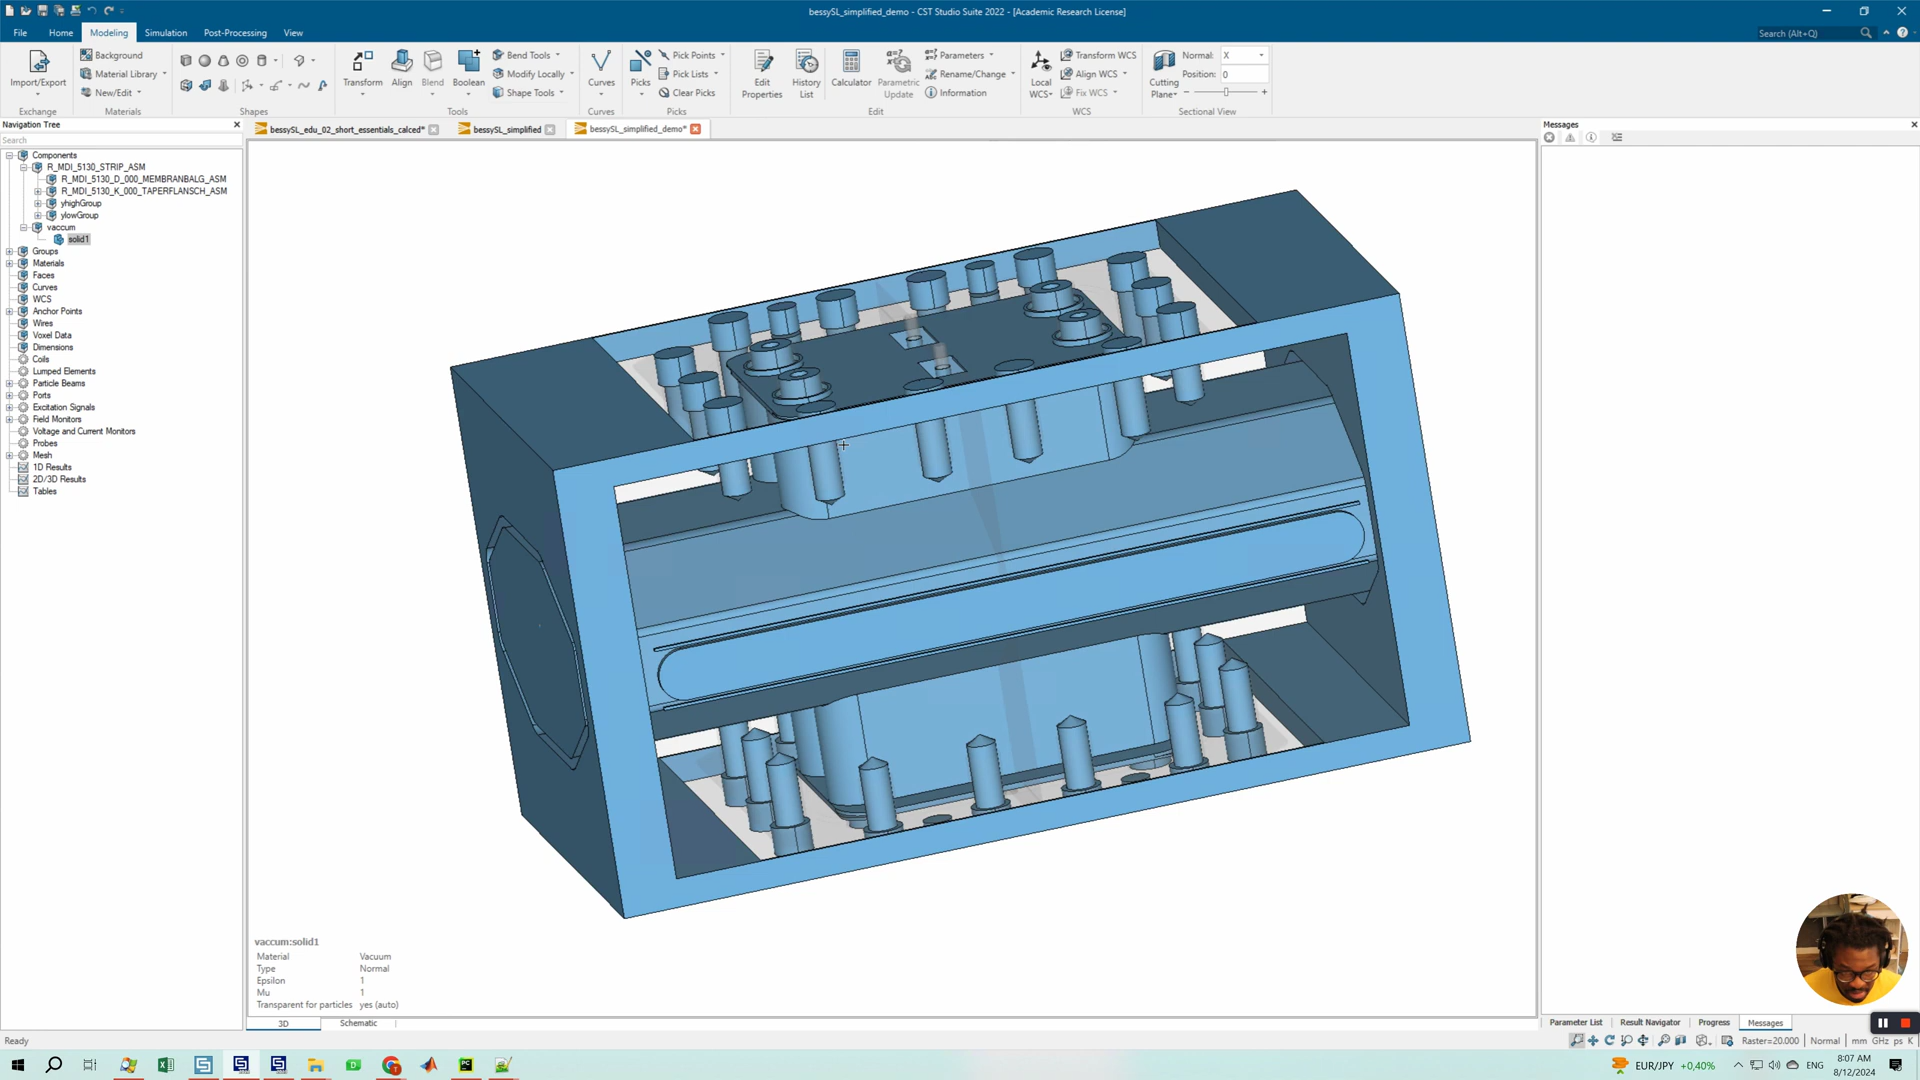 bessySL_simplified_demo - CST Studio Suite 2022 - [Academic Research License]
File Home Modeling Simulation Post-Processing View
Search (Alt+Q)
Import/Export
Exchange
Background
Material Library
New/Edit
Materials
Shapes
Transform
Align
Blend
Boolean
Bend Tools
Modify Locally
Shape Tools
Tools
Curves
Curves
Picks
Pick Points
Pick Lists
Clear Picks
Picks
Edit
Properties
History
List
Calculator
Parametric
Update
Parameters
Rename/Change
Information
Edit
Local
WCS
Transform WCS
Align WCS
Fix WCS
WCS
Cutting
Plane
Normal: X
Position: 0
Sectional View
Navigation Tree
Search
bessySL_edu_02_short_essentials_calced*
bessySL_simplified
bessySL_simplified_demo*
Messages
Components
R_MDI_5130_STRIP_ASM
R_MDI_5130_D_000_MEMBRANBALG_ASM
R_MDI_5130_K_000_TAPERFLANSCH_ASM
yhighGroup
ylowGroup
vaccum
solid1
Groups
Materials
Faces
Curves
WCS
Anchor Points
Wires
Voxel Data
Dimensions
Coils
Lumped Elements
Particle Beams
Ports
Excitation Signals
Field Monitors
Voltage and Current Monitors
Probes
Mesh
1D Results
2D/3D Results
Tables
vaccum:solid1
Material Vacuum
Type Normal
Epsilon 1
Mu 1
Transparent for particles yes (auto)
3D Schematic
Parameter List Result Navigator Progress Messages
Ready
Raster=20.000 Normal mm GHz ps K
EUR/JPY +0,40%
ENG
8:07 AM
8/12/2024